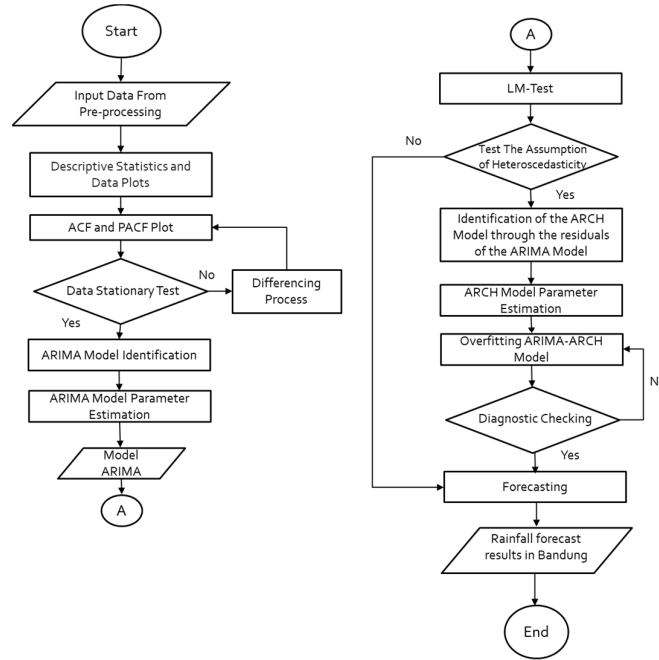 Start
Input Data From
Pre-processing
Descriptive Statistics and
Data Plots
ACF and PACF Plot
Data Stationary Test
No
Differencing
Process
Yes
ARIMA Model Identification
ARIMA Model Parameter
Estimation
Model
ARIMA
A
A
LM-Test
No
Test The Assumption
of Heteroscedasticity
Yes
Identification of the ARCH
Model through the residuals
of the ARIMA Model
ARCH Model Parameter
Estimation
Overfitting ARIMA-ARCH
Model
N
Diagnostic Checking
Yes
Forecasting
Rainfall forecast
results in Bandung
End